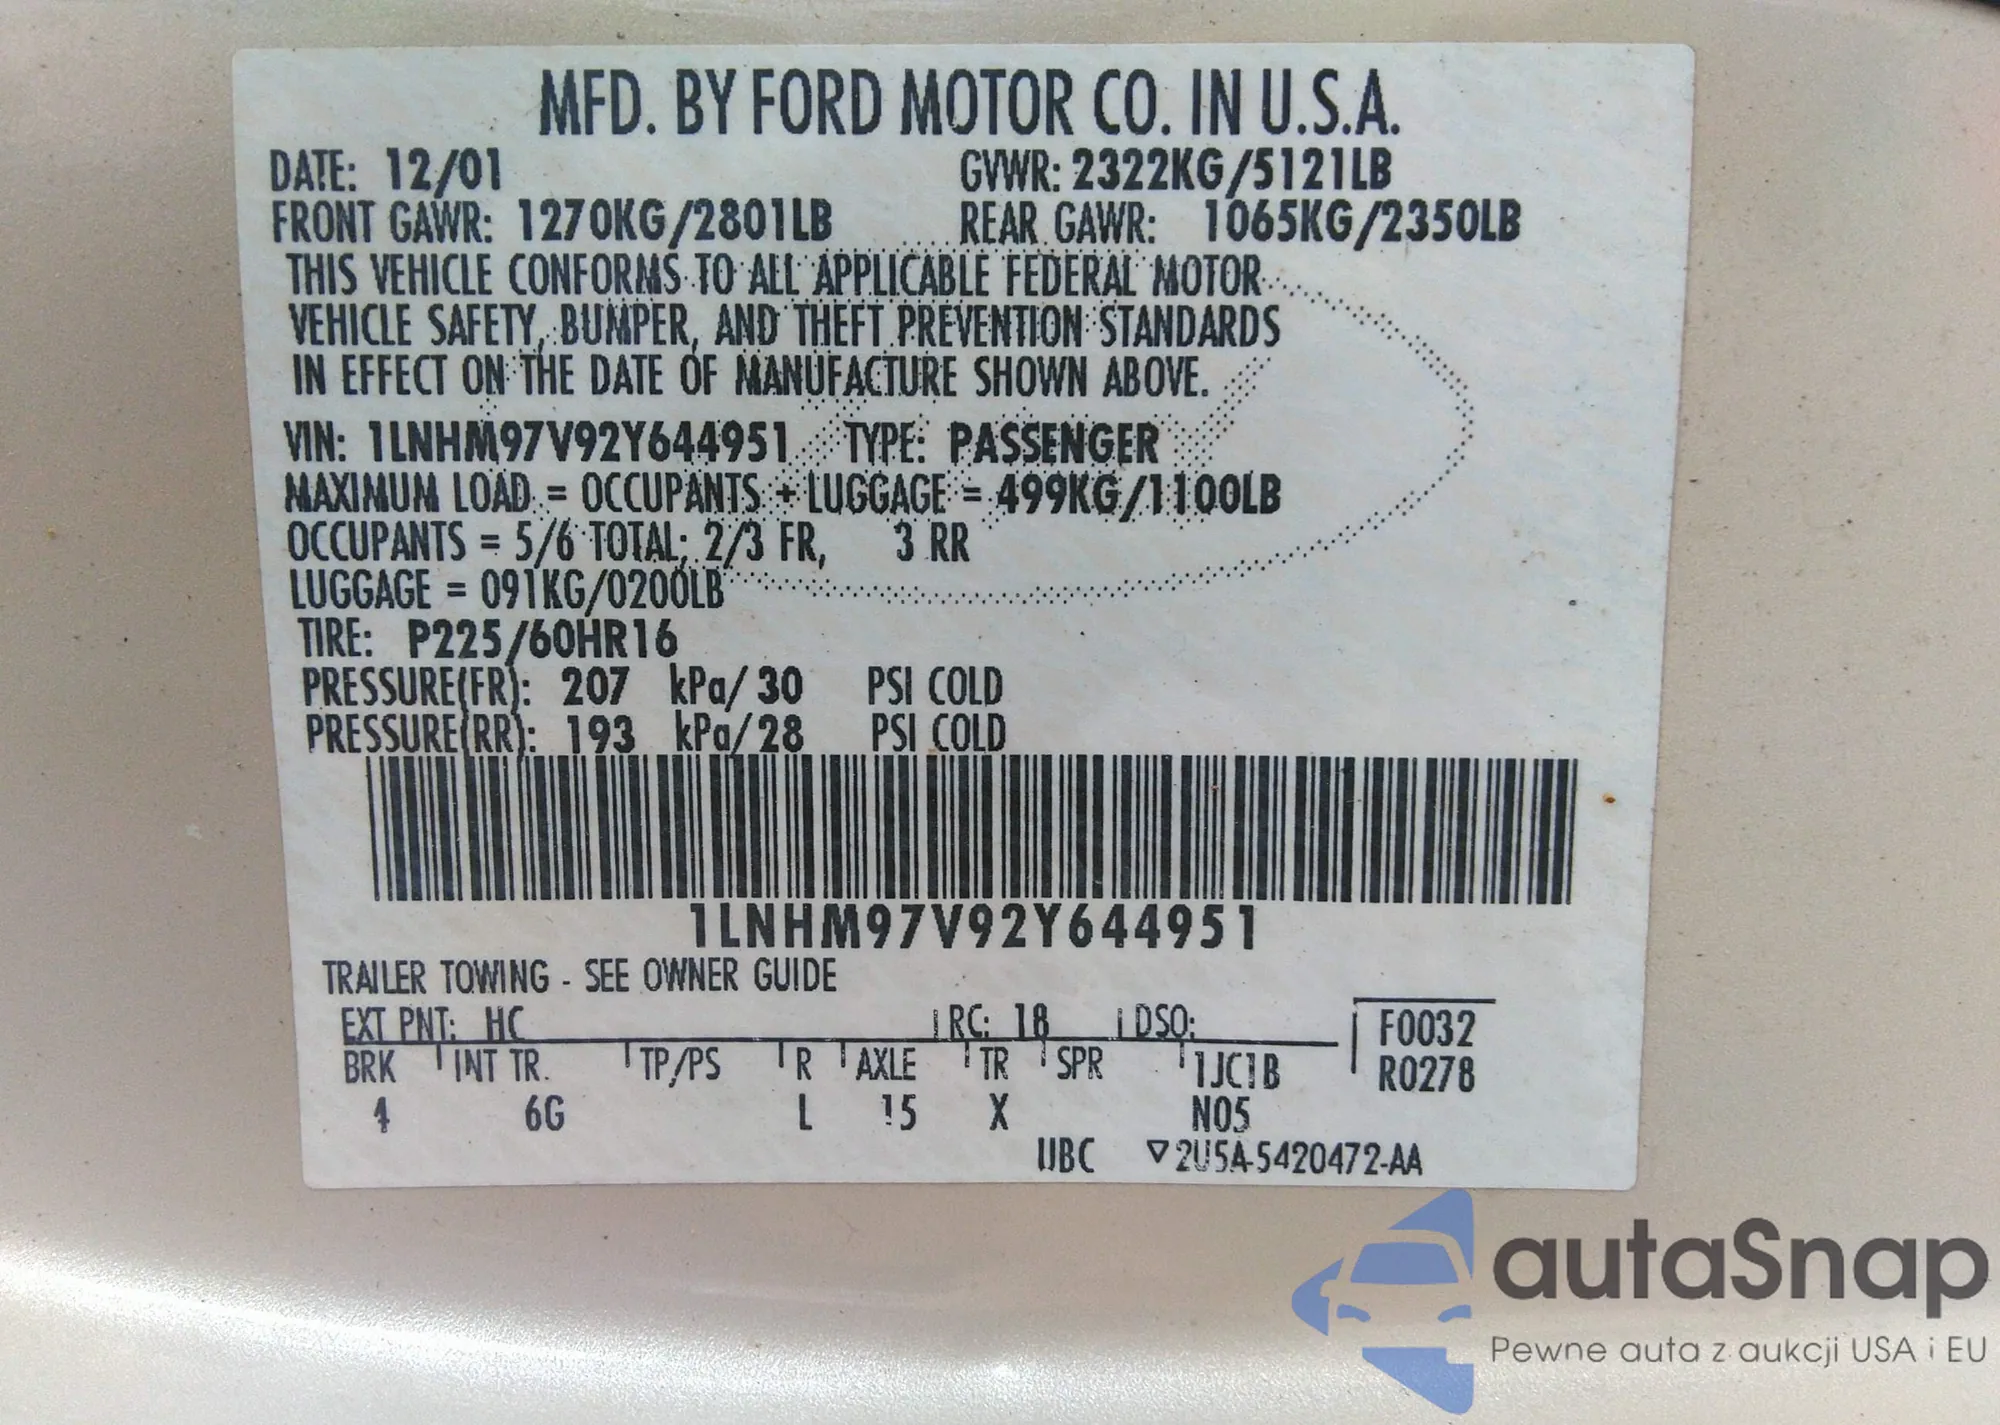 MFD. BY FORD MOTOR CO. IN U.S.A.
DATE: 12/01 GVWR: 2322KG/5121LB
FRONT GAWR: 1270KG/2801LB REAR GAWR: 1065KG/2350LB
THIS VEHICLE CONFORMS TO ALL APPLICABLE FEDERAL MOTOR
VEHICLE SAFETY, BUMPER, AND THEFT PREVENTION STANDARDS
IN EFFECT ON THE DATE OF MANUFACTURE SHOWN ABOVE.
VIN: 1LNHM97V92Y644951 TYPE: PASSENGER
MAXIMUM LOAD = OCCUPANTS + LUGGAGE = 499KG/1100LB
OCCUPANTS = 5/6 TOTAL; 2/3 FR, 3 RR
LUGGAGE = 091KG/0200LB
TIRE: P225/60HR16
PRESSURE(FR): 207 kPa/30 PSI COLD
PRESSURE(RR): 193 kPa/28 PSI COLD
1LNHM97V92Y644951
TRAILER TOWING - SEE OWNER GUIDE
EXT PNT: HC RC: 18 DSO: F0032
BRK INT TR. TP/PS R AXLE TR SPR 1JC1B R0278
4 6G L 15 X N05
UBC ▽2U5A-5420472-AA
autaSnap
Pewne auta z aukcji USA i EU